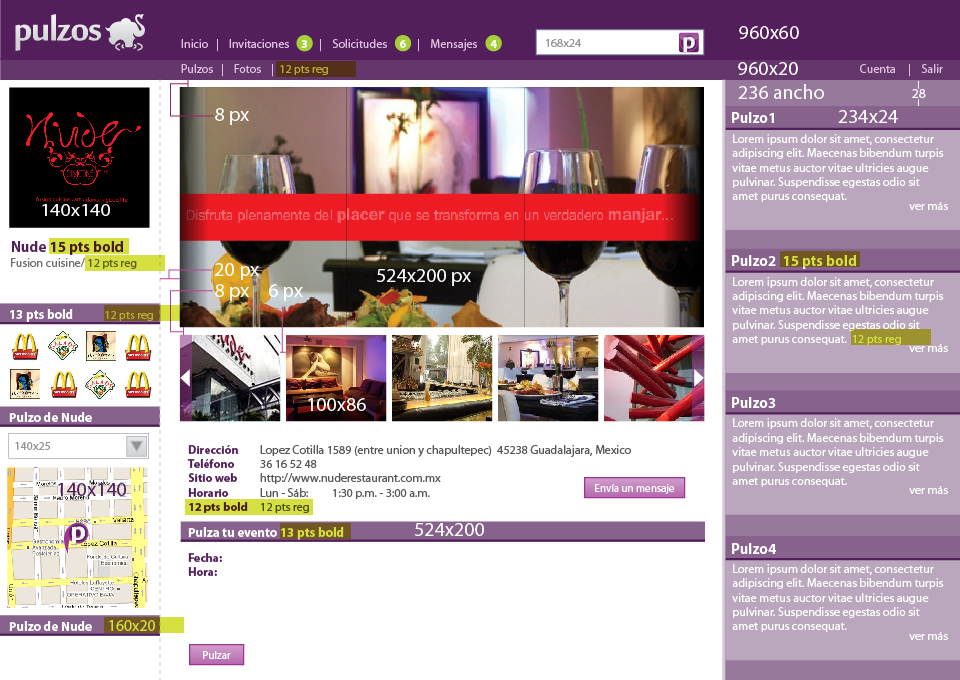 pulzos
Inicio | Invitaciones 3 | Solicitudes 6 | Mensajes 4
168x24
p
960x60
Pulzos | Fotos | 12 pts reg
960x20
Cuenta | Salir
nude
140x140
Nude 15 pts bold
Fusion cuisine/ 12 pts reg
13 pts bold 12 pts reg
Pulzo de Nude
140x25
140x140
Lopez Cotilla
Pulzo de Nude 160x20
8 px
Disfruta plenamente del placer que se transforma en un verdadero manjar...
20 px
8 px 6 px
524x200 px
100x86
Dirección Lopez Cotilla 1589 (entre union y chapultepec) 45238 Guadalajara, Mexico
Teléfono 36 16 52 48
Sitio web http://www.nuderestaurant.com.mx
Horario Lun - Sáb: 1:30 p.m. - 3:00 a.m.
12 pts bold 12 pts reg
Envía un mensaje
Pulza tu evento 13 pts bold 524x200
Fecha:
Hora:
Pulzar
236 ancho 28
Pulzo1 234x24
Lorem ipsum dolor sit amet, consectetur
adipiscing elit. Maecenas bibendum turpis
vitae metus auctor vitae ultricies augue
pulvinar. Suspendisse egestas odio sit
amet purus consequat.
ver más
Pulzo2 15 pts bold
Lorem ipsum dolor sit amet, consectetur
adipiscing elit. Maecenas bibendum turpis
vitae metus auctor vitae ultricies augue
pulvinar. Suspendisse egestas odio sit
amet purus consequat. 12 pts reg
ver más
Pulzo3
Lorem ipsum dolor sit amet, consectetur
adipiscing elit. Maecenas bibendum turpis
vitae metus auctor vitae ultricies augue
pulvinar. Suspendisse egestas odio sit
amet purus consequat.
ver más
Pulzo4
Lorem ipsum dolor sit amet, consectetur
adipiscing elit. Maecenas bibendum turpis
vitae metus auctor vitae ultricies augue
pulvinar. Suspendisse egestas odio sit
amet purus consequat.
ver más